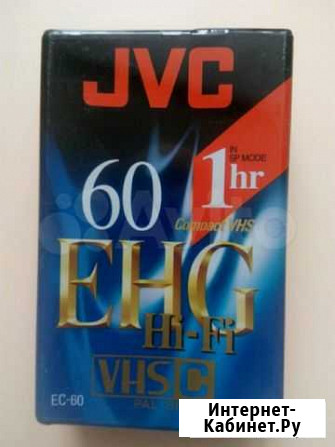 JVC
IN
SP MODE
1hr
60
Compact VHS
EHG
Hi-Fi
VHS C
EC-60
PAL
Интернет-
Кабинет.Ру